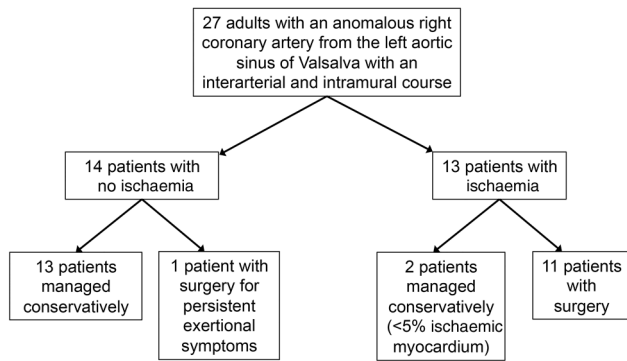 27 adults with an anomalous right
coronary artery from the left aortic
sinus of Valsalva with an
interarterial and intramural course
14 patients with
no ischaemia
13 patients with
ischaemia
13 patients
managed
conservatively
1 patient with
surgery for
persistent
exertional
symptoms
2 patients
managed
conservatively
(<5% ischaemic
myocardium)
11 patients
with
surgery